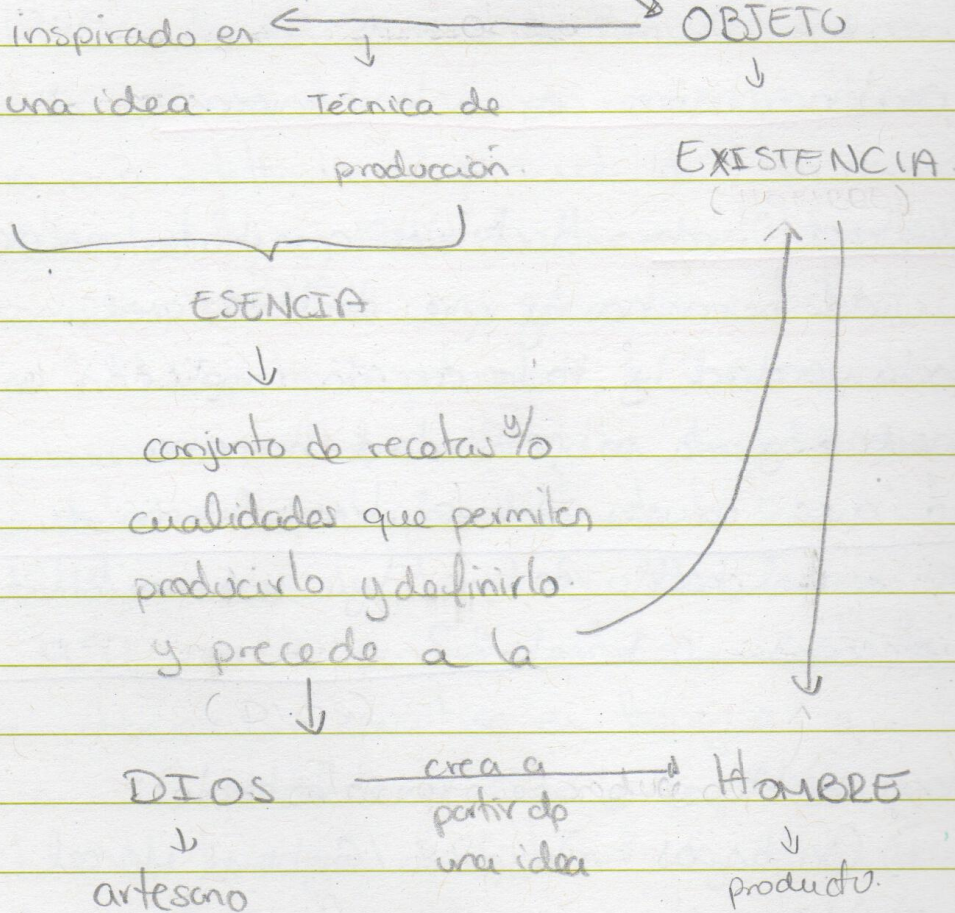 inspirado en
OBJETO
una idea.
Técnica de
producción.
EXISTENCIA
ESENCIA
conjunto de recetas y/o
cualidades que permiten
producirlo y definirlo.
y precede a la
DIOS
crea a
partir de
una idea
HOMBRE
artesano
producto.